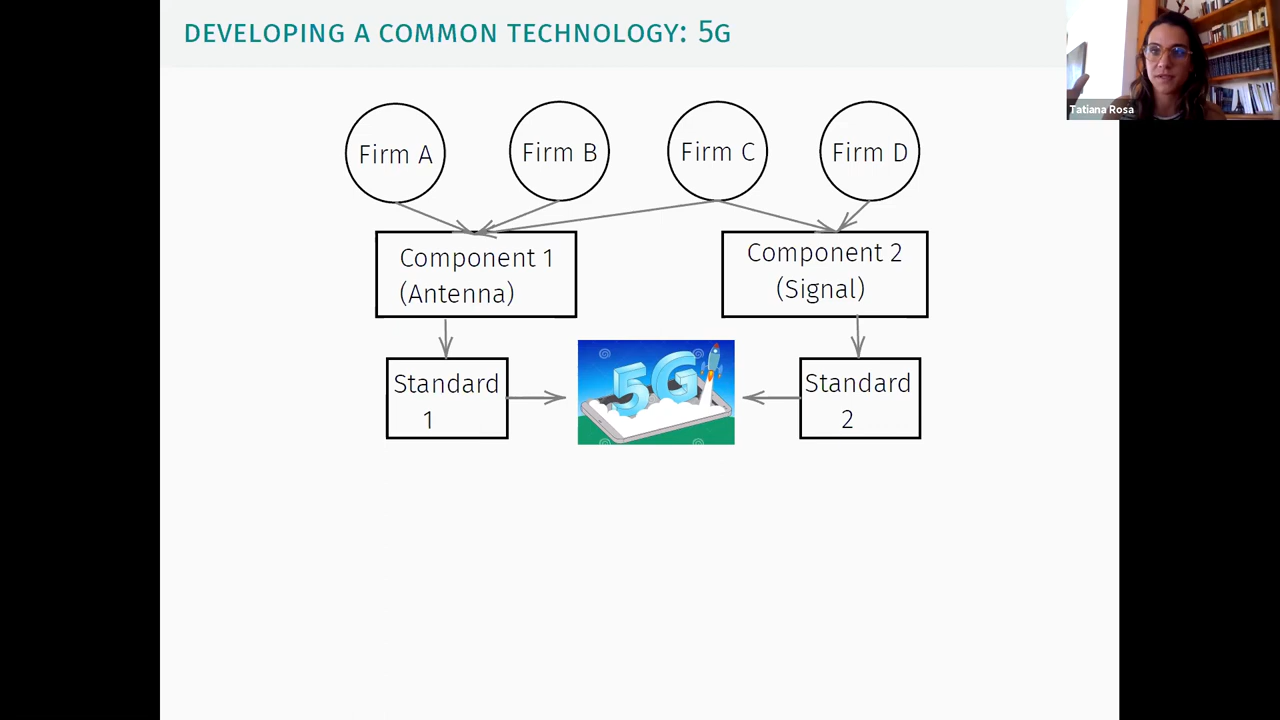 DEVELOPING A COMMON TECHNOLOGY: 5G
Tatiana Rosa
Firm A
Firm B
Firm C
Firm D
Component 1
(Antenna)
Component 2
(Signal)
Standard
1
5G
Standard
2